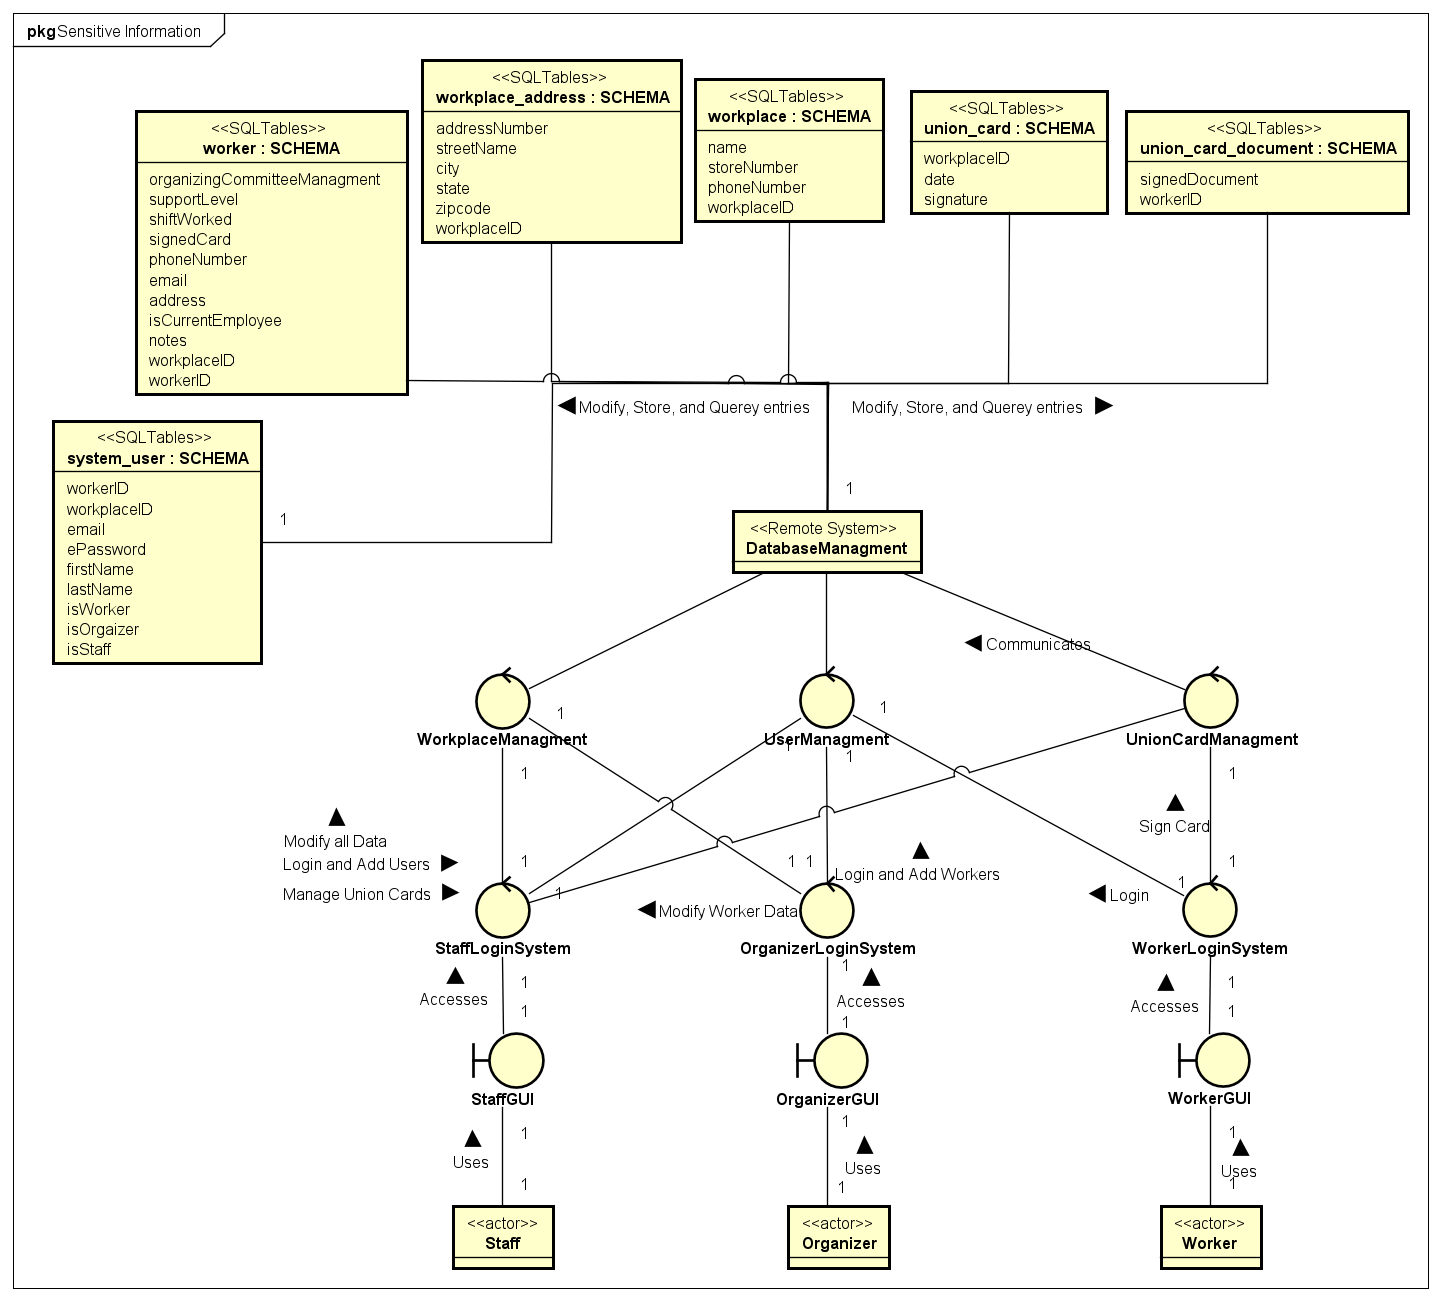 pkg Sensitive Information
<<SQLTables>>
worker : SCHEMA
organizingCommitteeManagment
supportLevel
shiftWorked
signedCard
phoneNumber
email
address
isCurrentEmployee
notes
workplaceID
workerID
<<SQLTables>>
workplace_address : SCHEMA
addressNumber
streetName
city
state
zipcode
workplaceID
<<SQLTables>>
workplace : SCHEMA
name
storeNumber
phoneNumber
workplaceID
<<SQLTables>>
union_card : SCHEMA
workplaceID
date
signature
<<SQLTables>>
union_card_document : SCHEMA
signedDocument
workerID
Modify, Store, and Querey entries
Modify, Store, and Querey entries
<<SQLTables>>
system_user : SCHEMA
workerID
workplaceID
email
ePassword
firstName
lastName
isWorker
isOrgaizer
isStaff
1
1
<<Remote System>>
DatabaseManagment
Communicates
1
1
WorkplaceManagment
UserManagment
UnionCardManagment
1
1
1
1
Modify all Data
Login and Add Users
Manage Union Cards
Sign Card
1
1
1
1
Login and Add Workers
1
1
Modify Worker Data
Login
StaffLoginSystem
OrganizerLoginSystem
WorkerLoginSystem
1
1
1
Accesses
Accesses
Accesses
1
1
1
StaffGUI
OrganizerGUI
WorkerGUI
1
1
1
Uses
Uses
Uses
1
1
1
<<actor>>
Staff
<<actor>>
Organizer
<<actor>>
Worker